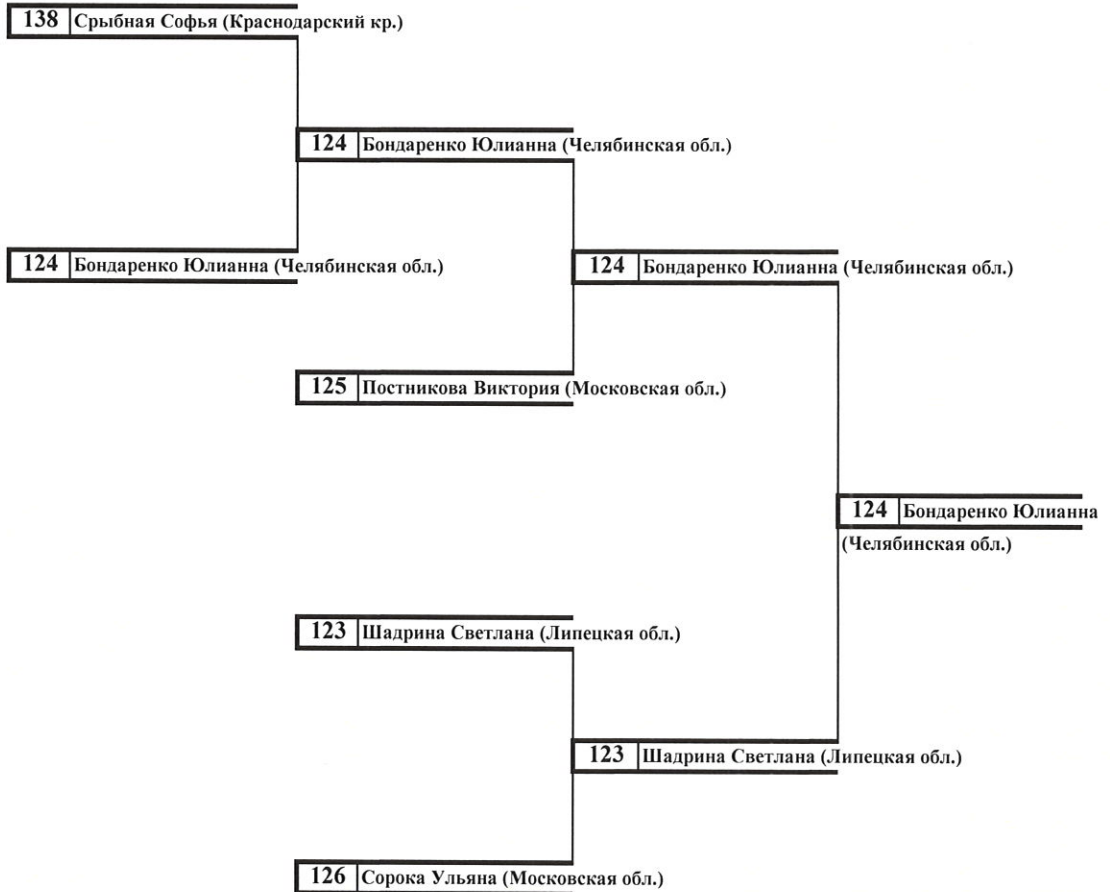 138 Срыбная Софья (Краснодарский кр.)
124 Бондаренко Юлианна (Челябинская обл.)
124 Бондаренко Юлианна (Челябинская обл.)
124 Бондаренко Юлианна (Челябинская обл.)
125 Постникова Виктория (Московская обл.)
124 Бондаренко Юлианна
(Челябинская обл.)
123 Шадрина Светлана (Липецкая обл.)
123 Шадрина Светлана (Липецкая обл.)
126 Сорока Ульяна (Московская обл.)